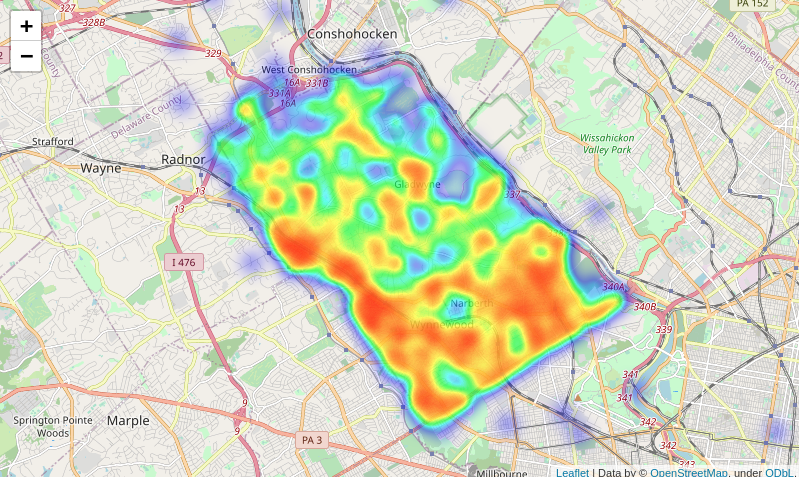 327
328B
PA 152
+
−
329
Conshohocken
Philadelphia County
County
West Conshohocken
16A
331B
331A
16A
Delaware County
Strafford
Wayne
Radnor
Wissahickon
Valley Park
Gladwyne
13
13
337
I 476
340A
340B
Narberth
Wynnewood
339
341
341
9
9
Springton Pointe
Woods
Marple
PA 3
342
342
343
Millbourne
Leaflet | Data by © OpenStreetMap, under ODbL.